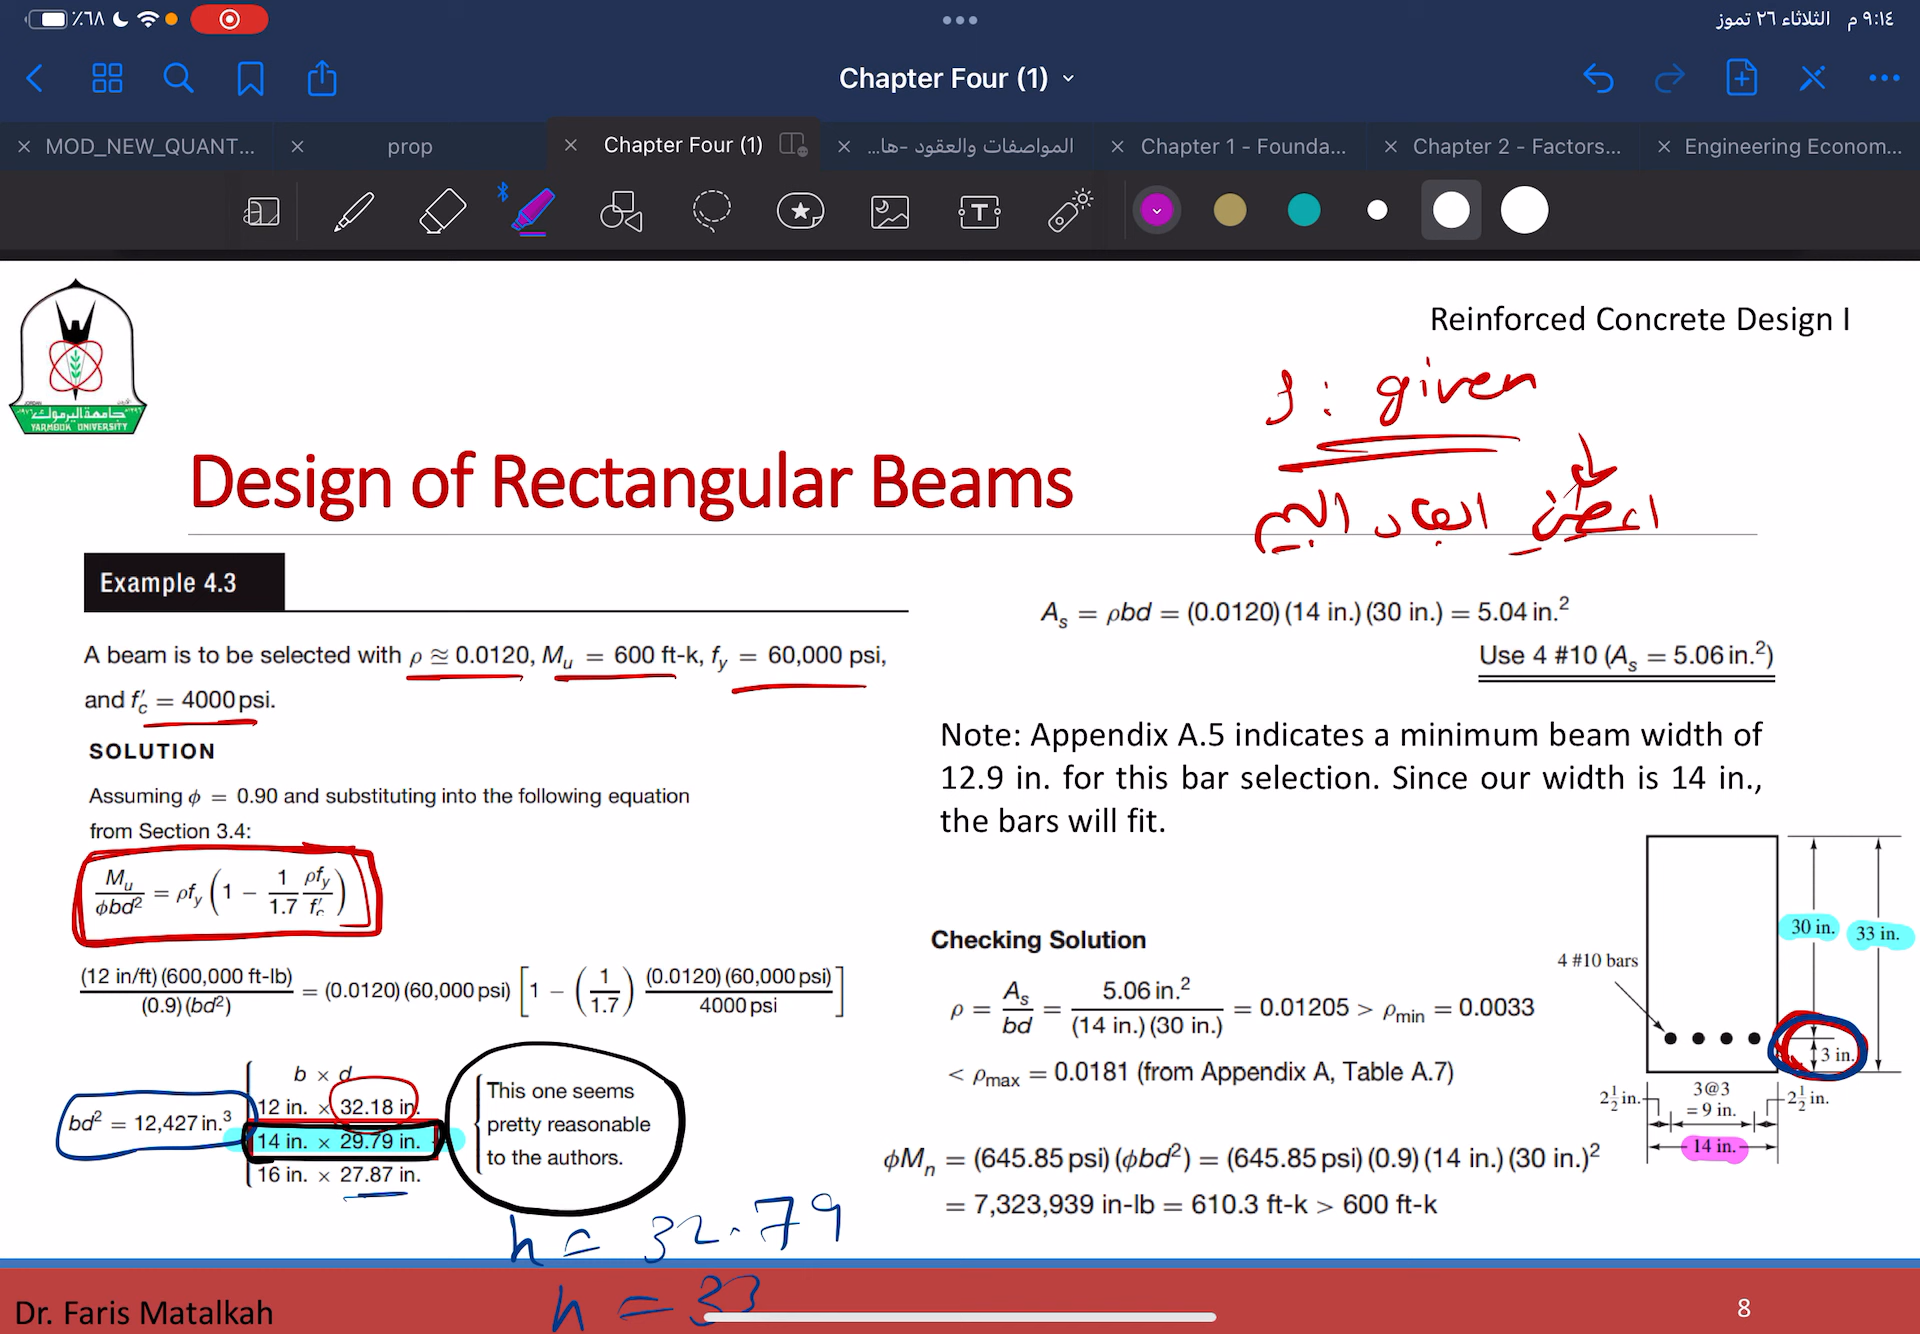 ٪٦٨
٩:١٤ م الثلاثاء ٢٦ تموز
Chapter Four (1)
MOD_NEW_QUANT...
prop
Chapter Four (1)
المواصفات والعقود -ها...
Chapter 1 - Founda...
Chapter 2 - Factors...
Engineering Econom...
جامعة اليرموك
YARMOUK UNIVERSITY
Reinforced Concrete Design I
ρ : given
اعطني ابعاد البيم
Design of Rectangular Beams
Example 4.3
A beam is to be selected with ρ ≅ 0.0120, Mu = 600 ft-k, fy = 60,000 psi,
and f′c = 4000 psi.
SOLUTION
Assuming ϕ = 0.90 and substituting into the following equation
from Section 3.4:
Mu/ϕbd² = ρfy (1 − 1/1.7 ρfy/f′c)
(12 in/ft) (600,000 ft-lb)/(0.9) (bd²) = (0.0120) (60,000 psi) [1 − (1/1.7) (0.0120) (60,000 psi)/4000 psi]
b × d
12 in. × 32.18 in.
bd² = 12,427 in.³
14 in. × 29.79 in.
16 in. × 27.87 in.
This one seems
pretty reasonable
to the authors.
h = 32.79
h = 33
As = ρbd = (0.0120) (14 in.) (30 in.) = 5.04 in.²
Use 4 #10 (As = 5.06 in.²)
Note: Appendix A.5 indicates a minimum beam width of
12.9 in. for this bar selection. Since our width is 14 in.,
the bars will fit.
Checking Solution
ρ = As/bd = 5.06 in.²/(14 in.) (30 in.) = 0.01205 > ρmin = 0.0033
< ρmax = 0.0181 (from Appendix A, Table A.7)
ϕMn = (645.85 psi) (ϕbd²) = (645.85 psi) (0.9) (14 in.) (30 in.)²
= 7,323,939 in-lb = 610.3 ft-k > 600 ft-k
30 in.
33 in.
4 #10 bars
3 in.
2½ in.
3@3
= 9 in.
2½ in.
14 in.
Dr. Faris Matalkah
8